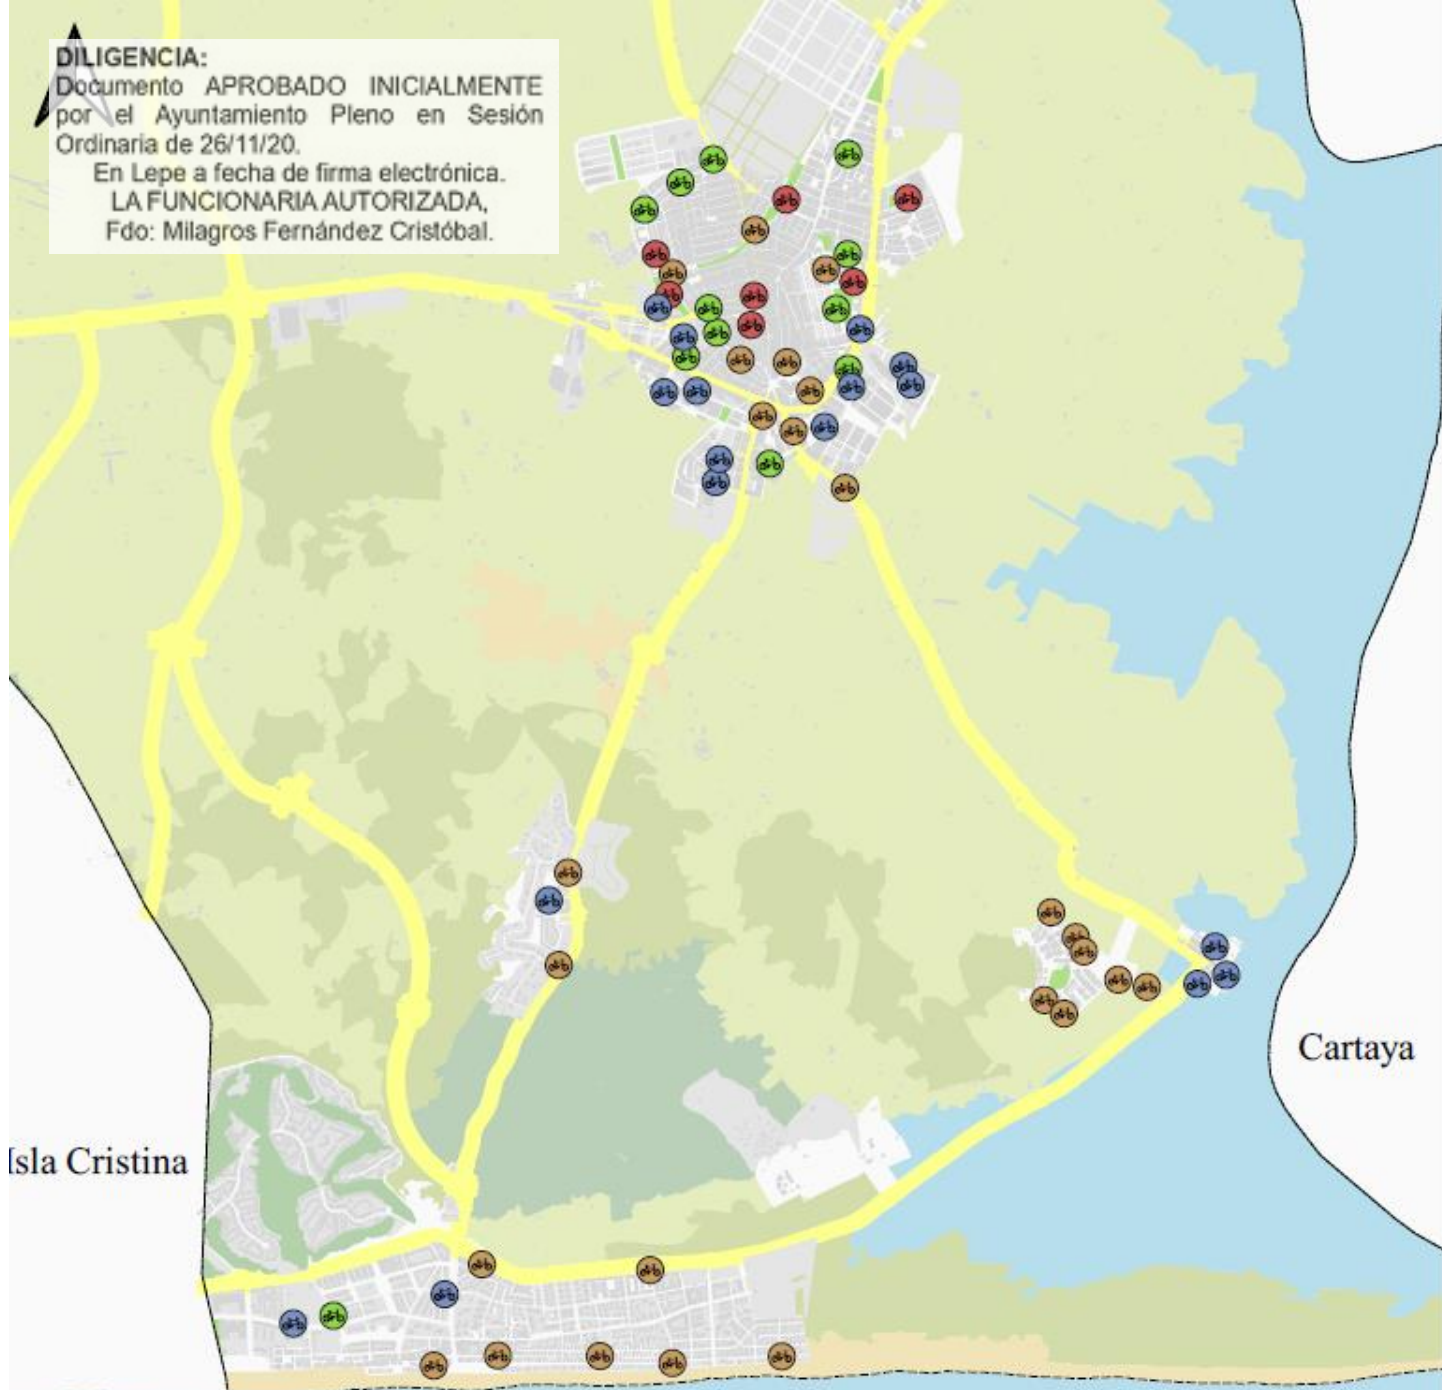 DILIGENCIA:
Documento APROBADO INICIALMENTE
por el Ayuntamiento Pleno en Sesión
Ordinaria de 26/11/20.
En Lepe a fecha de firma electrónica.
LA FUNCIONARIA AUTORIZADA,
Fdo: Milagros Fernández Cristóbal.
Cartaya
Isla Cristina